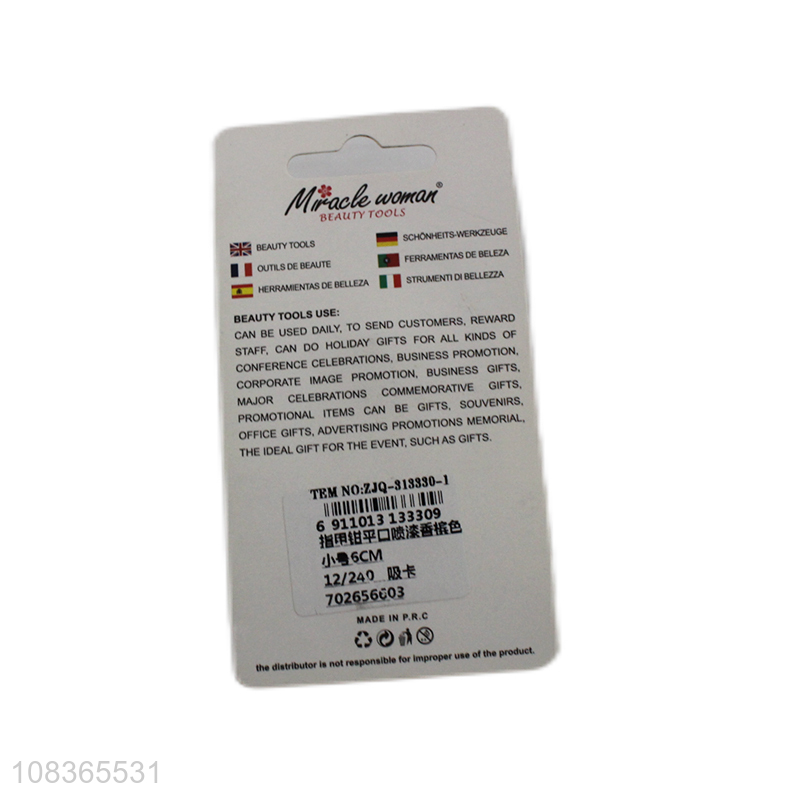 Miracle woman®
BEAUTY TOOLS
BEAUTY TOOLS
SCHÖNHEITS-WERKZEUGE
OUTILS DE BEAUTE
FERRAMENTAS DE BELEZA
HERRAMIENTAS DE BELLEZA
STRUMENTI DI BELLEZZA
BEAUTY TOOLS USE:
CAN BE USED DAILY, TO SEND CUSTOMERS, REWARD
STAFF, CAN DO HOLIDAY GIFTS FOR ALL KINDS OF
CONFERENCE CELEBRATIONS, BUSINESS PROMOTION,
CORPORATE IMAGE PROMOTION, BUSINESS GIFTS,
MAJOR CELEBRATIONS COMMEMORATIVE GIFTS,
PROMOTIONAL ITEMS CAN BE GIFTS, SOUVENIRS,
OFFICE GIFTS, ADVERTISING PROMOTIONS MEMORIAL,
THE IDEAL GIFT FOR THE EVENT, SUCH AS GIFTS.
TEM NO:ZJQ-313330-1
6 911013 133309
指甲钳平口喷漆香槟色
小号6CM
12/240 吸卡
702656603
MADE IN P.R.C
the distributor is not responsible for improper use of the product.
108365531